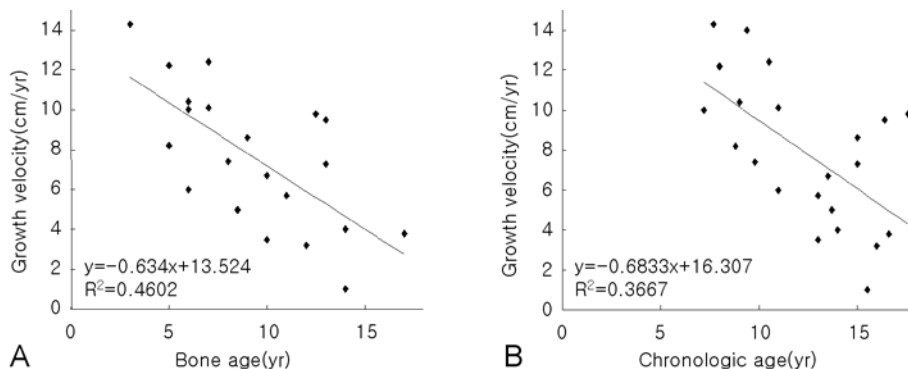 Growth velocity(cm/yr)
14
12
10
8
6
4
2
0
y=−0.634x+13.524
R²=0.4602
0 5 10 15
A Bone age(yr)
Growth velocity(cm/yr)
14
12
10
8
6
4
2
0
y=−0.6833x+16.307
R²=0.3667
0 5 10 15
B Chronologic age(yr)